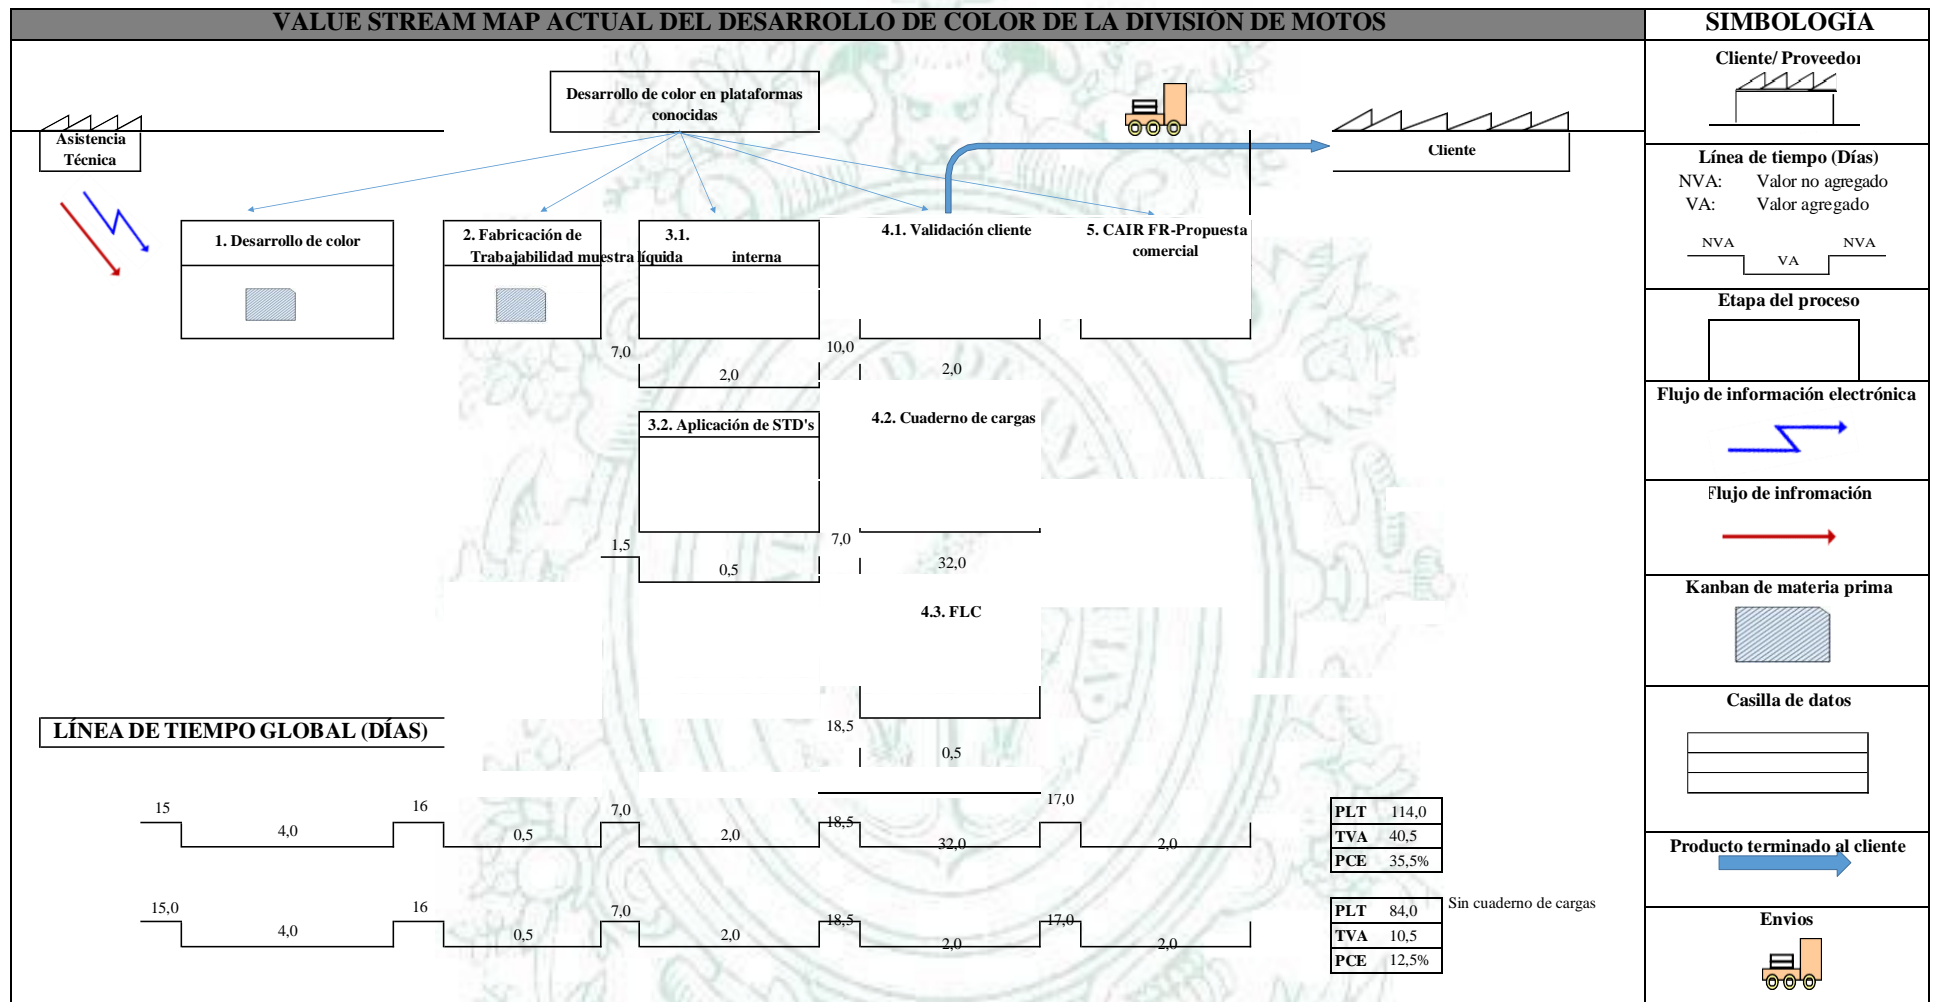 VALUE STREAM MAP ACTUAL DEL DESARROLLO DE COLOR DE LA DIVISIÓN DE MOTOS
SIMBOLOGÍA
Desarrollo de color en plataformas
conocidas
Asistencia
Técnica
Cliente
1. Desarrollo de color
2. Fabricación de
Trabajabilidad muestra líquida
3.1.
interna
4.1. Validación cliente
5. CAIR FR-Propuesta
comercial
7,0
2,0
10,0
2,0
3.2. Aplicación de STD's
4.2. Cuaderno de cargas
1,5
0,5
7,0
32,0
4.3. FLC
18,5
0,5
LÍNEA DE TIEMPO GLOBAL (DÍAS)
15
4,0
16
0,5
7,0
2,0
18,5
32,0
17,0
2,0
PLT 114,0
TVA 40,5
PCE 35,5%
15,0
4,0
16
0,5
7,0
2,0
18,5
2,0
17,0
2,0
PLT 84,0
TVA 10,5
PCE 12,5%
Sin cuaderno de cargas
Cliente/ Proveedor
Línea de tiempo (Días)
NVA: Valor no agregado
VA: Valor agregado
NVA
VA
NVA
Etapa del proceso
Flujo de información electrónica
Flujo de infromación
Kanban de materia prima
Casilla de datos
Producto terminado al cliente
Envios